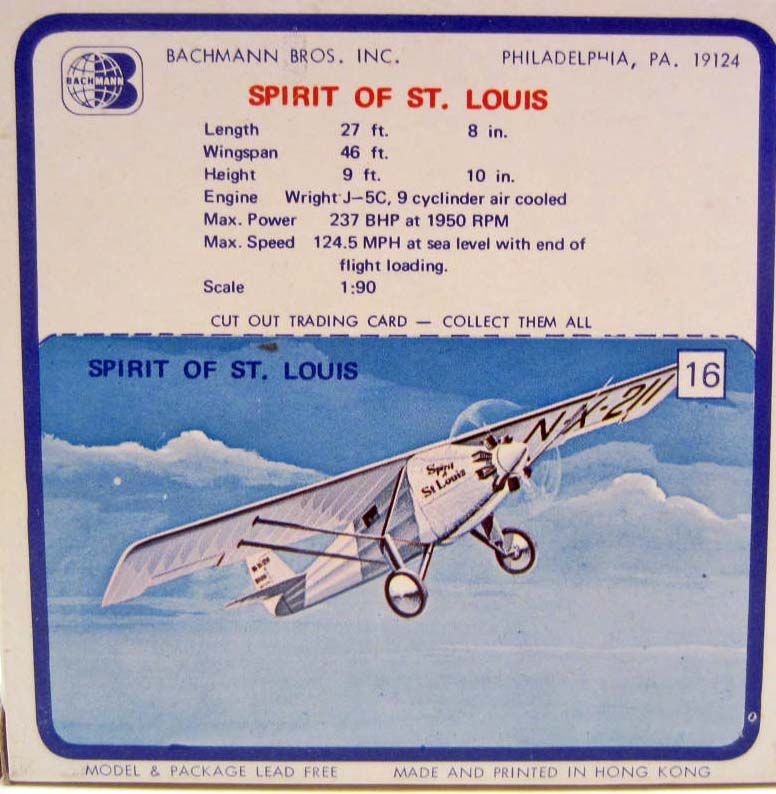 BACHMANN BROS. INC. PHILADELPHIA, PA. 19124
BACHMANN
SPIRIT OF ST. LOUIS
Length 27 ft. 8 in.
Wingspan 46 ft.
Height 9 ft. 10 in.
Engine Wright J-5C, 9 cyclinder air cooled
Max. Power 237 BHP at 1950 RPM
Max. Speed 124.5 MPH at sea level with end of
flight loading.
Scale 1:90
CUT OUT TRADING CARD — COLLECT THEM ALL
SPIRIT OF ST. LOUIS
16
N-X-211
Spirit
of
St Louis
MODEL & PACKAGE LEAD FREE MADE AND PRINTED IN HONG KONG